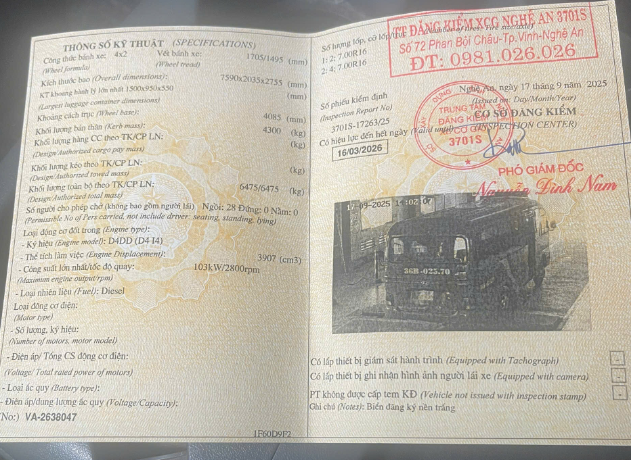 THÔNG SỐ KỸ THUẬT (SPECIFICATIONS)
Công thức bánh xe: 4x2 Vết bánh xe: 1705/1495 (mm)
(Wheel formula) (Wheel tread)
Kích thước bao (Overall dimensions): 7590x2035x2755 (mm)
KT khoang hành lý lớn nhất 1500x950x550 (mm)
(Largest luggage container dimensions)
Khoảng cách trục (Wheel base): 4085 (mm)
Khối lượng bản thân (Kerb mass): 4300 (kg)
Khối lượng hàng CC theo TK/CP LN: (kg)
(Design/Authorized cargo pay mass)
Khối lượng kéo theo TK/CP LN:
(Design/Authorized towed mass)
Khối lượng toàn bộ theo TK/CP LN: 6475/6475 (kg)
(Design/Authorized total mass)
Số người cho phép chở (không bao gồm người lái) Ngồi: 28 Đứng: 0 Nằm: 0
(Permissible No of Pers carried, not include driver: seating, standing, lying)
Loại động cơ đốt trong (Engine type):
- Ký hiệu (Engine model): D4DD (D4 I4)
- Thể tích làm việc (Engine Displacement): 3907 (cm3)
- Công suất lớn nhất/tốc độ quay: 103kW/2800rpm
(Maximum engine output/rpm)
- Loại nhiên liệu (Fuel): Diesel
Loại động cơ điện:
(Motor type)
- Số lượng, ký hiệu:
(Number of motors, motor model)
- Điện áp/ Tổng CS động cơ điện:
(Voltage/ Total rated power of motors)
- Loại ắc quy (Battery type):
- Điện áp/dung lượng ắc quy (Voltage/Capacity):
(No:) VA-2638047
1F60D9F2
Số lượng lốp, cỡ lốp/trục
1: 2; 7.00R16
2: 4; 7.00R16
TT ĐĂNG KIỂM XCG NGHỆ AN 3701S
Số 72 Phan Bội Châu-Tp.Vinh-Nghệ An
ĐT: 0981.026.026
Số phiếu kiểm định
(Inspection Report No)
3701S-17263/25
Nghệ An, ngày 17 tháng 9 năm 2025
(Issued on: Day/Month/Year)
CƠ SỞ ĐĂNG KIỂM
(INSPECTION CENTER)
Có hiệu lực đến hết ngày
16/03/2026
TRUNG TÂM
ĐĂNG KIỂM
XE CƠ GIỚI
3701S
PHÓ GIÁM ĐỐC
Nguyễn Đình Nam
17-09-2025
Có lắp thiết bị giám sát hành trình (Equipped with Tachograph)
Có lắp thiết bị ghi nhận hình ảnh người lái xe (Equipped with camera)
PT không được cấp tem KĐ (Vehicle not issued with inspection stamp)
Ghi chú (Notes): Biển đăng ký nền trắng